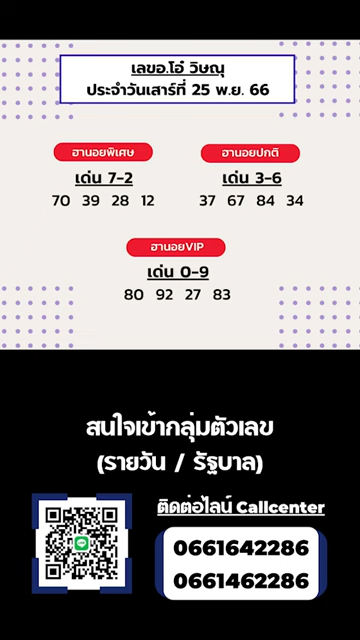 เลขอ.โอ๋ วิษณุ
ประจำวันเสาร์ที่ 25 พ.ย. 66
ฮานอยพิเศษ
เด่น 7-2
70 39 28 12
ฮานอยปกติ
เด่น 3-6
37 67 84 34
ฮานอยVIP
เด่น 0-9
80 92 27 83
สนใจเข้ากลุ่มตัวเลข
(รายวัน / รัฐบาล)
ติดต่อไลน์ Callcenter
0661642286
0661462286